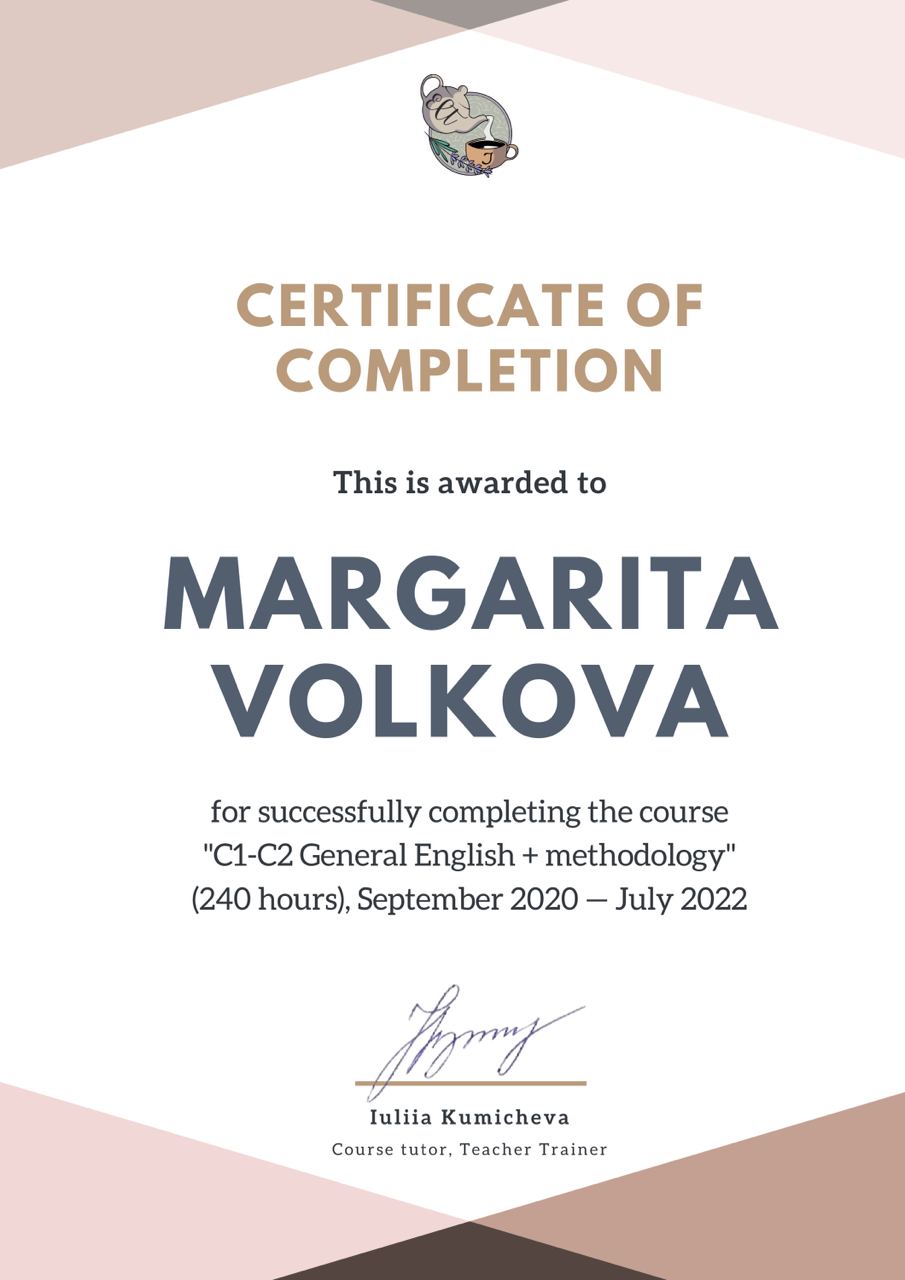 CERTIFICATE OF
COMPLETION
This is awarded to
MARGARITA
VOLKOVA
for successfully completing the course
"C1-C2 General English + methodology"
(240 hours), September 2020 — July 2022
Iuliia Kumicheva
Course tutor, Teacher Trainer